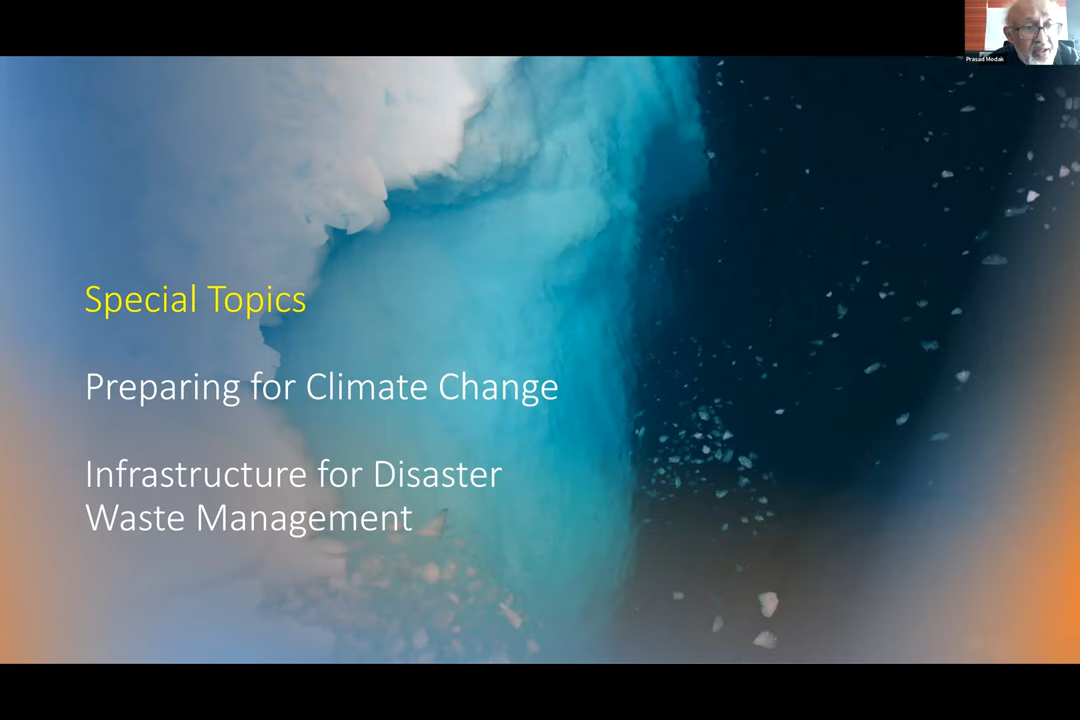 Prasad Modak
Special Topics
Preparing for Climate Change
Infrastructure for Disaster
Waste Management